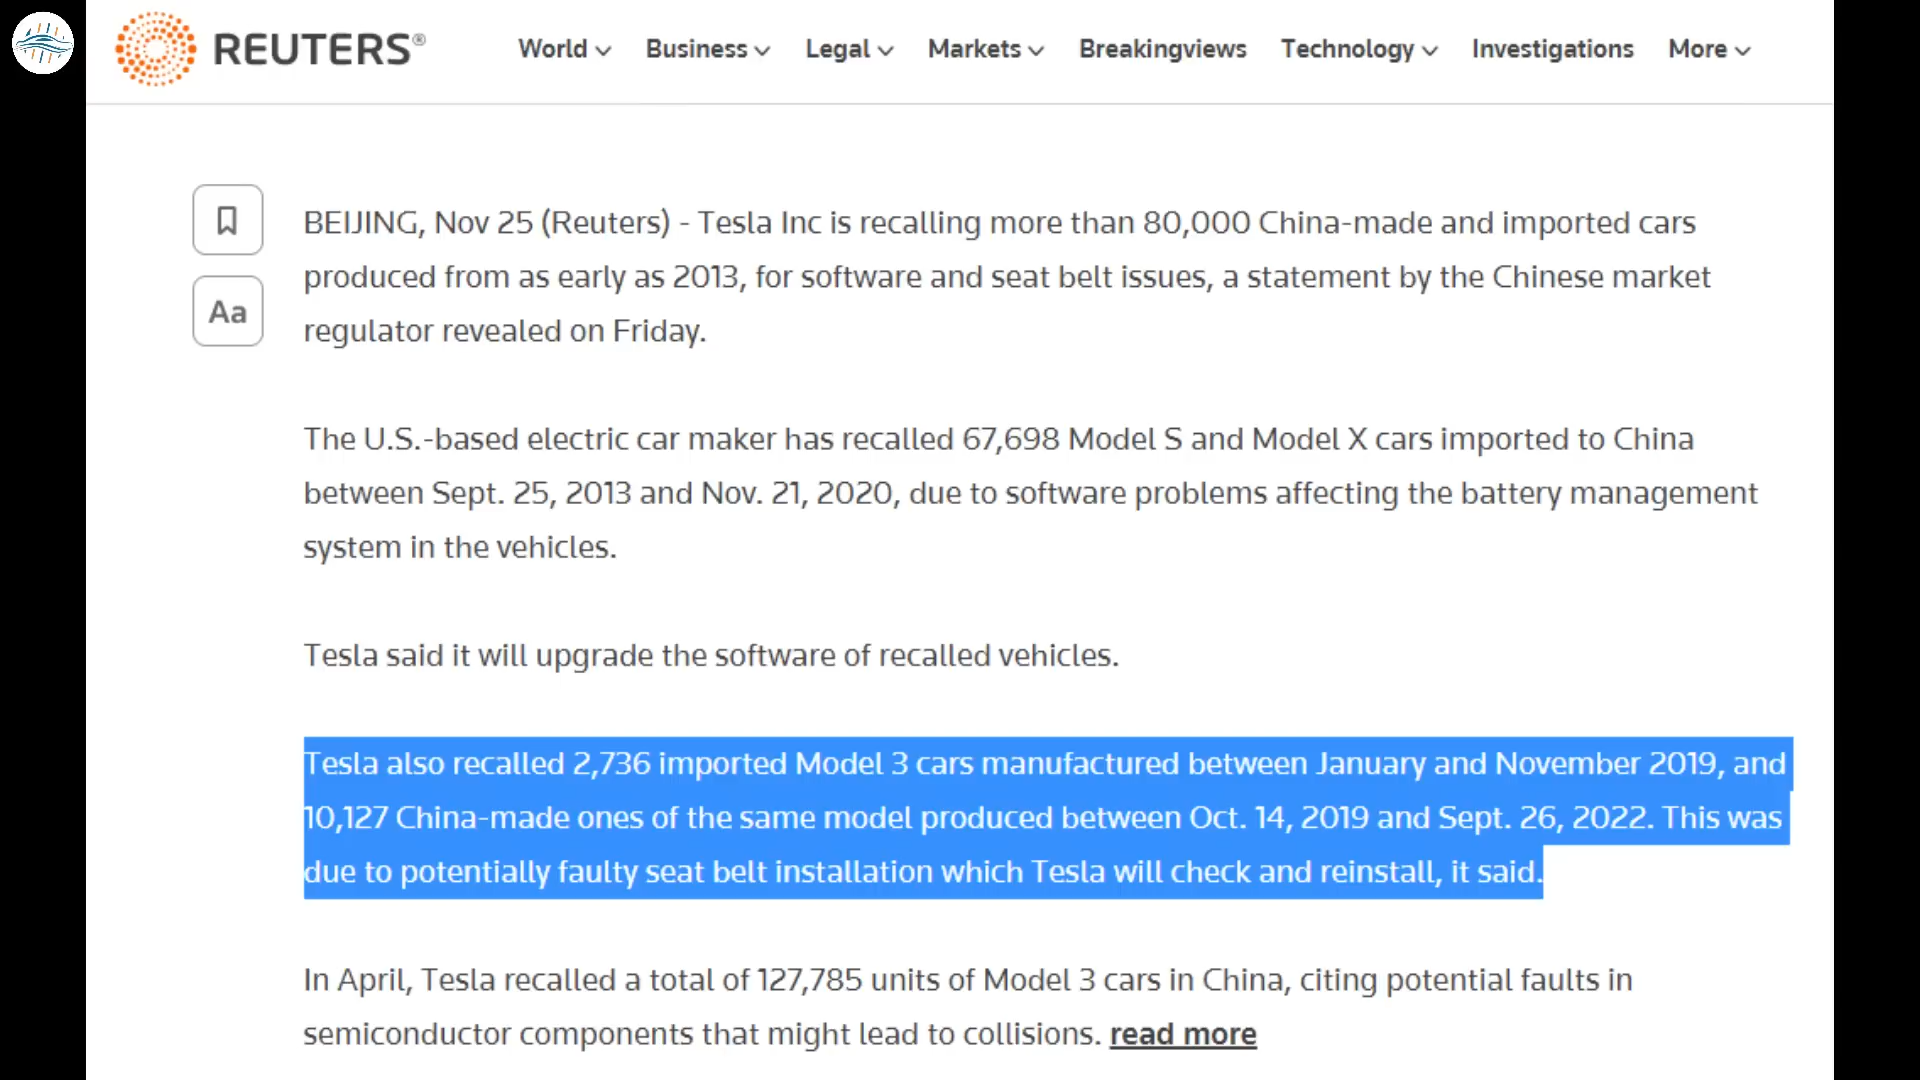 REUTERS®
World Business Legal Markets Breakingviews Technology Investigations More
Aa
BEIJING, Nov 25 (Reuters) - Tesla Inc is recalling more than 80,000 China-made and imported cars
produced from as early as 2013, for software and seat belt issues, a statement by the Chinese market
regulator revealed on Friday.
The U.S.-based electric car maker has recalled 67,698 Model S and Model X cars imported to China
between Sept. 25, 2013 and Nov. 21, 2020, due to software problems affecting the battery management
system in the vehicles.
Tesla said it will upgrade the software of recalled vehicles.
Tesla also recalled 2,736 imported Model 3 cars manufactured between January and November 2019, and
10,127 China-made ones of the same model produced between Oct. 14, 2019 and Sept. 26, 2022. This was
due to potentially faulty seat belt installation which Tesla will check and reinstall, it said.
In April, Tesla recalled a total of 127,785 units of Model 3 cars in China, citing potential faults in
semiconductor components that might lead to collisions. read more